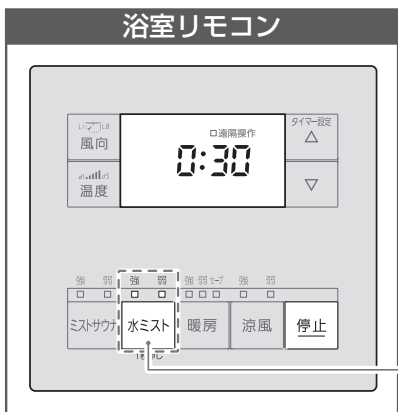 浴室リモコン
風向
温度
遠隔操作
0:30
タイマー設定
△
▽
強 弱 強 弱 強 弱 セーブ 強 弱
ミストサウナ 水ミスト 暖房 涼風 停止